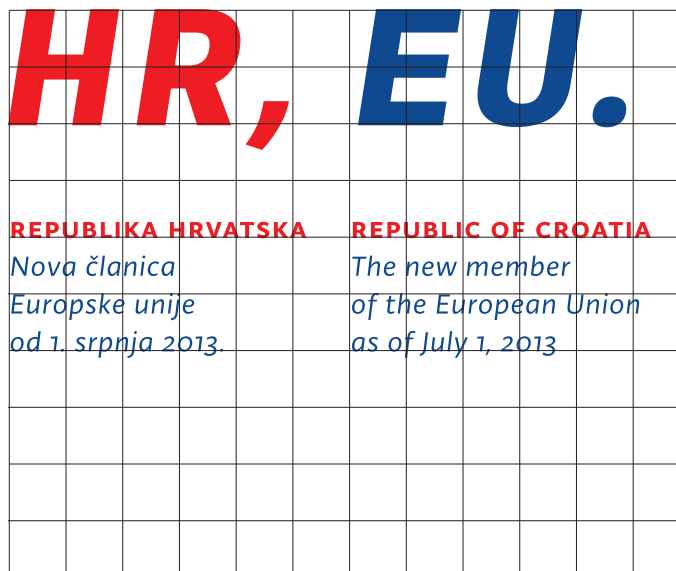 HR, EU.
REPUBLIKA HRVATSKA
Nova članica
Europske unije
od 1. srpnja 2013.
REPUBLIC OF CROATIA
The new member
of the European Union
as of July 1, 2013